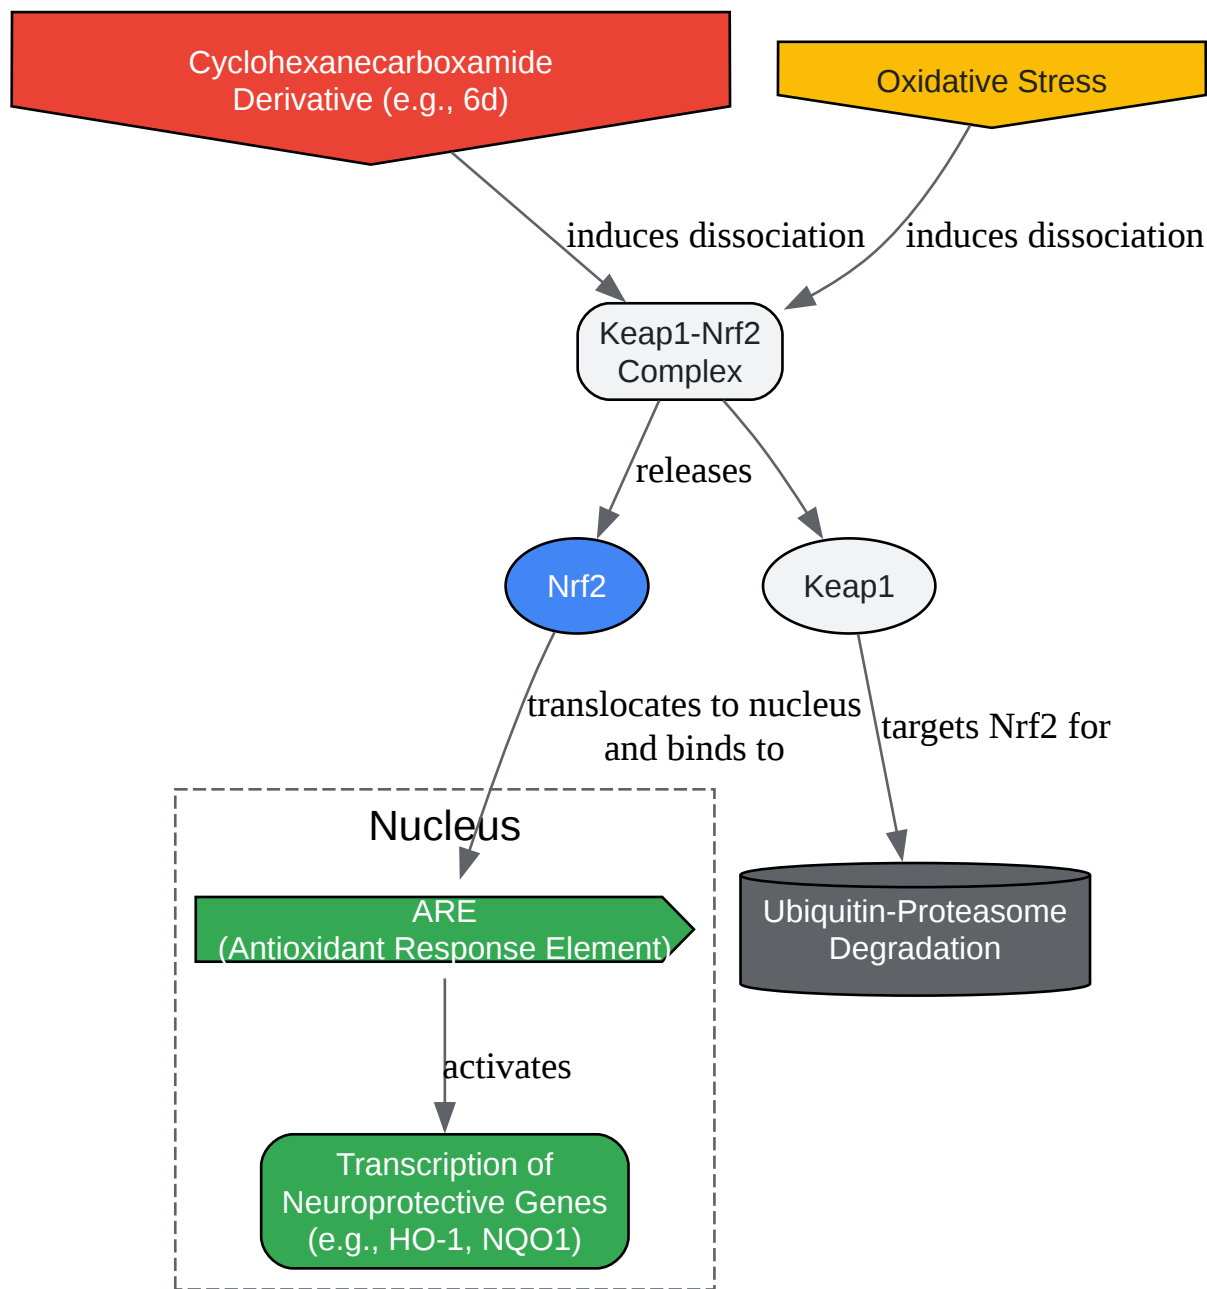 Cyclohexanecarboxamide
Derivative (e.g., 6d)
Oxidative Stress
induces dissociation
induces dissociation
Keap1-Nrf2
Complex
releases
Nrf2
Keap1
translocates to nucleus
and binds to
targets Nrf2 for
Nucleus
ARE
(Antioxidant Response Element)
Ubiquitin-Proteasome
Degradation
activates
Transcription of
Neuroprotective Genes
(e.g., HO-1, NQO1)